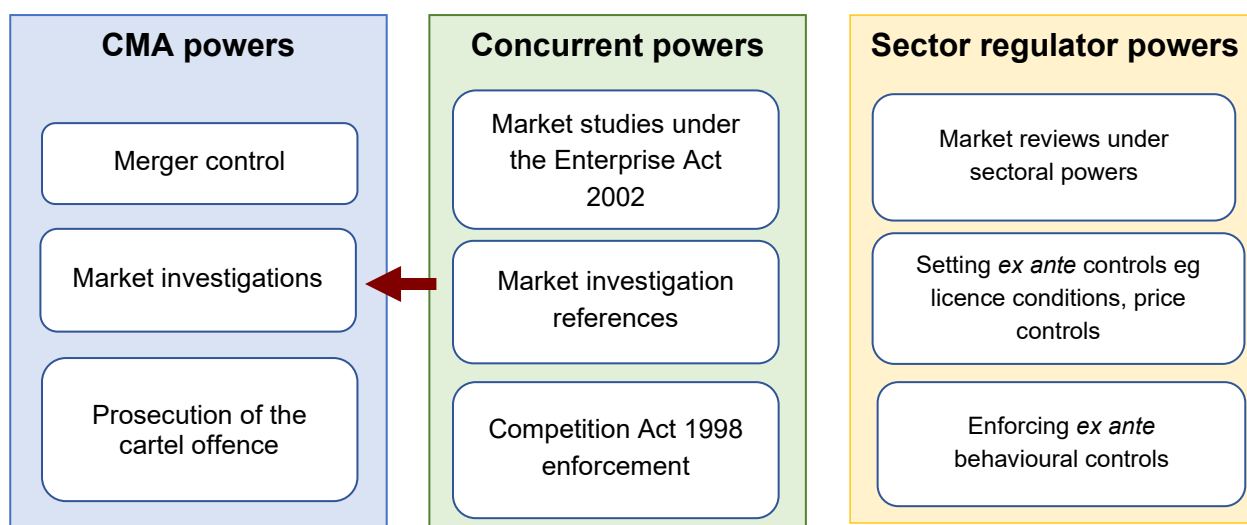 CMA powers
Merger control
Market investigations
Prosecution of the
cartel offence
Concurrent powers
Market studies under
the Enterprise Act
2002
Market investigation
references
Competition Act 1998
enforcement
Sector regulator powers
Market reviews under
sectoral powers
Setting ex ante controls eg
licence conditions, price
controls
Enforcing ex ante
behavioural controls